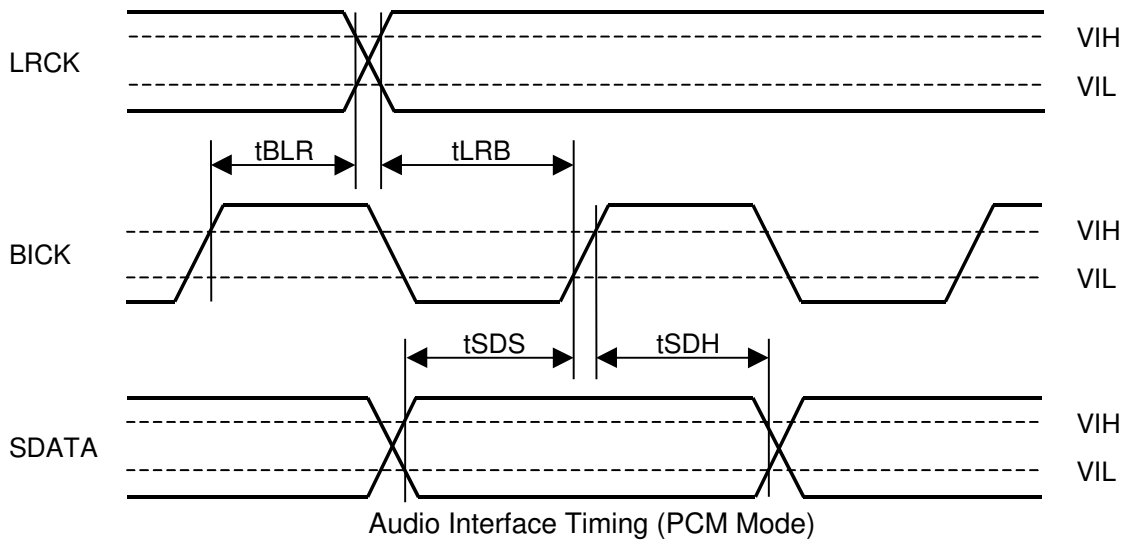 LRCK
VIH
VIL
tBLR
tLRB
BICK
VIH
VIL
tSDS
tSDH
SDATA
VIH
VIL
Audio Interface Timing (PCM Mode)